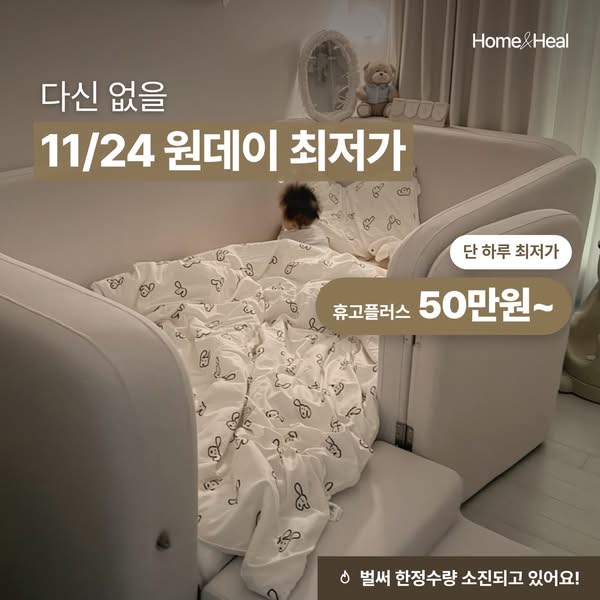 Home&Heal
다신 없을
11/24 원데이 최저가
단 하루 최저가
휴고플러스 50만원~
벌써 한정수량 소진되고 있어요!